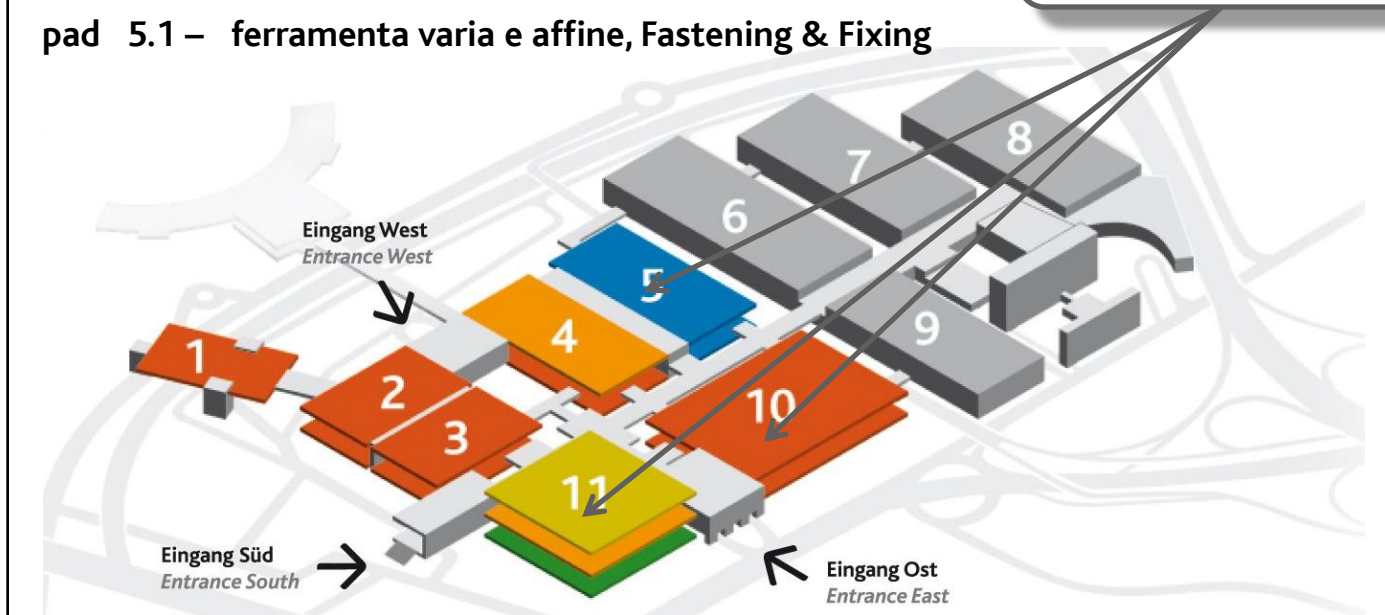 pad 5.1 – ferramenta varia e affine, Fastening & Fixing
8
7
6
Eingang West
Entrance West
5
4
9
1
2
10
3
11
Eingang Süd
Entrance South
Eingang Ost
Entrance East